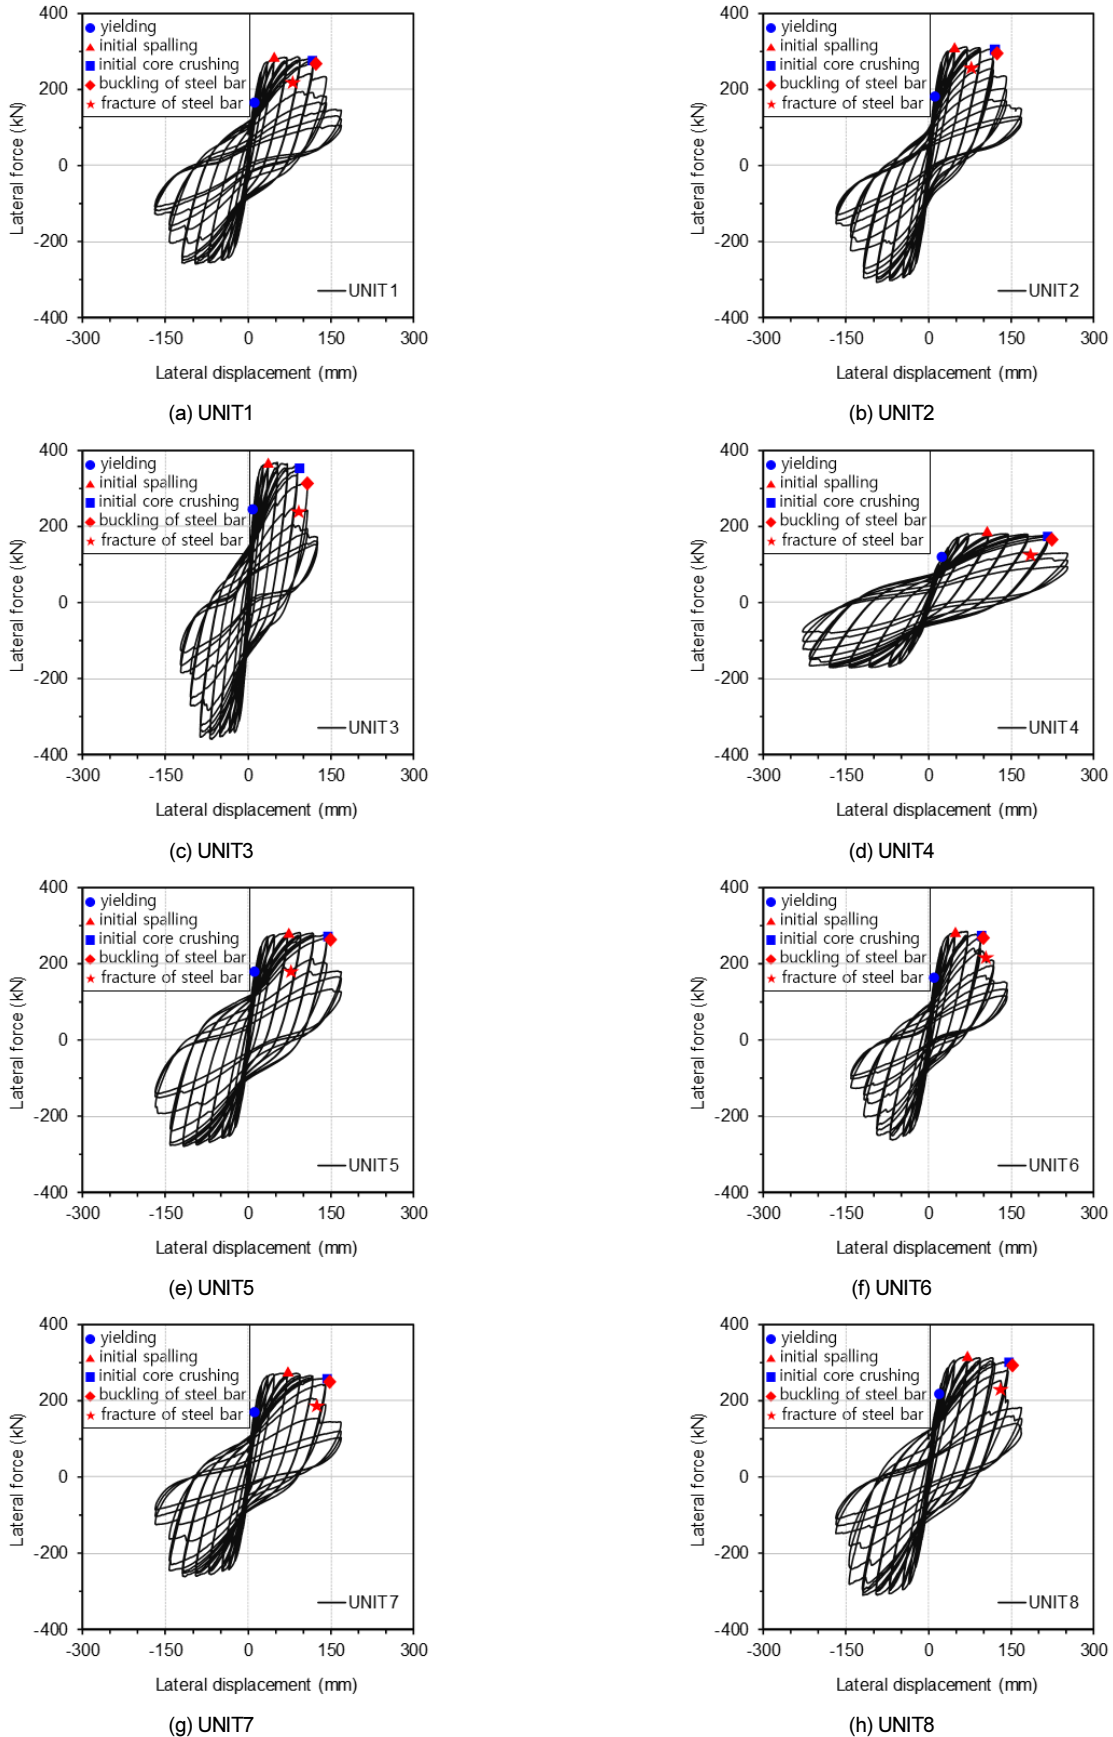 400
200
0
-200
-400
-300
-150
0
150
300
Lateral force (kN)
Lateral displacement (mm)
yielding
initial spalling
initial core crushing
buckling of steel bar
fracture of steel bar
UNIT1
(a) UNIT1
400
200
0
-200
-400
-300
-150
0
150
300
Lateral force (kN)
Lateral displacement (mm)
yielding
initial spalling
initial core crushing
buckling of steel bar
fracture of steel bar
UNIT2
(b) UNIT2
400
200
0
-200
-400
-300
-150
0
150
300
Lateral force (kN)
Lateral displacement (mm)
yielding
initial spalling
initial core crushing
buckling of steel bar
fracture of steel bar
UNIT3
(c) UNIT3
400
200
0
-200
-400
-300
-150
0
150
300
Lateral force (kN)
Lateral displacement (mm)
yielding
initial spalling
initial core crushing
buckling of steel bar
fracture of steel bar
UNIT4
(d) UNIT4
400
200
0
-200
-400
-300
-150
0
150
300
Lateral force (kN)
Lateral displacement (mm)
yielding
initial spalling
initial core crushing
buckling of steel bar
fracture of steel bar
UNIT5
(e) UNIT5
400
200
0
-200
-400
-300
-150
0
150
300
Lateral force (kN)
Lateral displacement (mm)
yielding
initial spalling
initial core crushing
buckling of steel bar
fracture of steel bar
UNIT6
(f) UNIT6
400
200
0
-200
-400
-300
-150
0
150
300
Lateral force (kN)
Lateral displacement (mm)
yielding
initial spalling
initial core crushing
buckling of steel bar
fracture of steel bar
UNIT7
(g) UNIT7
400
200
0
-200
-400
-300
-150
0
150
300
Lateral force (kN)
Lateral displacement (mm)
yielding
initial spalling
initial core crushing
buckling of steel bar
fracture of steel bar
UNIT8
(h) UNIT8